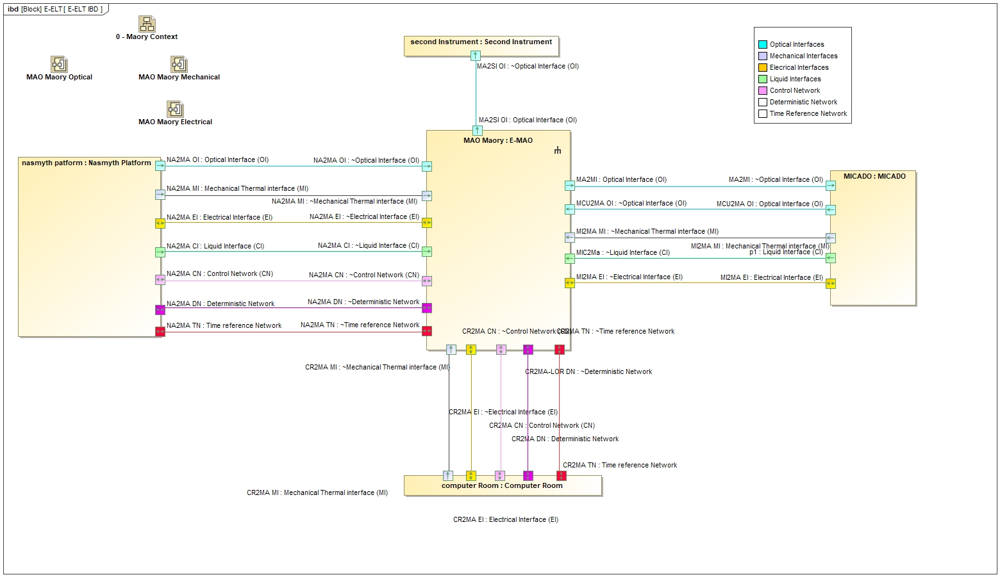 ibd [Block] E-ELT[ E-ELT IBD ]
0 - Maory Context
MAO Maory Optical
MAO Maory Mechanical
MAO Maory Electrical
second Instrument : Second Instrument
MA2SI OI : ~Optical Interface (OI)
MA2SI OI : Optical Interface (OI)
Optical Interfaces
Mechanical Interfaces
Elecrical Interfaces
Liquid Interfaces
Control Network
Deterministic Network
Time Reference Network
MAO Maory : E-MAO
nasmyth patform : Nasmyth Platform
NA2MA OI : Optical Interface (OI)
NA2MA OI : ~Optical Interface (OI)
NA2MA MI : Mechanical Thermal interface (MI)
NA2MA MI : ~Mechanical Thermal interface (MI)
NA2MA EI : Electrical Interface (EI)
NA2MA EI : ~Electrical Interface (EI)
NA2MA CI : Liquid Interface (CI)
NA2MA CI : ~Liquid Interface (CI)
NA2MA CN : Control Network (CN)
NA2MA CN : ~Control Network (CN)
NA2MA DN : Deterministic Network
NA2MA DN : ~Deterministic Network
NA2MA TN : Time reference Network
NA2MA TN : ~Time reference Network
MICADO : MICADO
MA2MI : Optical Interface (OI)
MA2MI : ~Optical Interface (OI)
MCU2MA OI : ~Optical Interface (OI)
MCU2MA OI : Optical Interface (OI)
MI2MA MI : ~Mechanical Thermal interface (MI)
MI2MA MI : Mechanical Thermal interface (MI)
MIC2Ma : ~Liquid Interface (CI)
p1 : Liquid Interface (CI)
MI2MA EI : ~Electrical Interface (EI)
MI2MA EI : Electrical Interface (EI)
CR2MA CN : ~Control Network (CN)
CR2MA TN : ~Time reference Network
CR2MA MI : ~Mechanical Thermal interface (MI)
CR2MA-LOR DN : ~Deterministic Network
CR2MA EI : ~Electrical Interface (EI)
CR2MA CN : Control Network (CN)
CR2MA DN : Deterministic Network
CR2MA TN : Time reference Network
computer Room : Computer Room
CR2MA MI : Mechanical Thermal interface (MI)
CR2MA EI : Electrical Interface (EI)